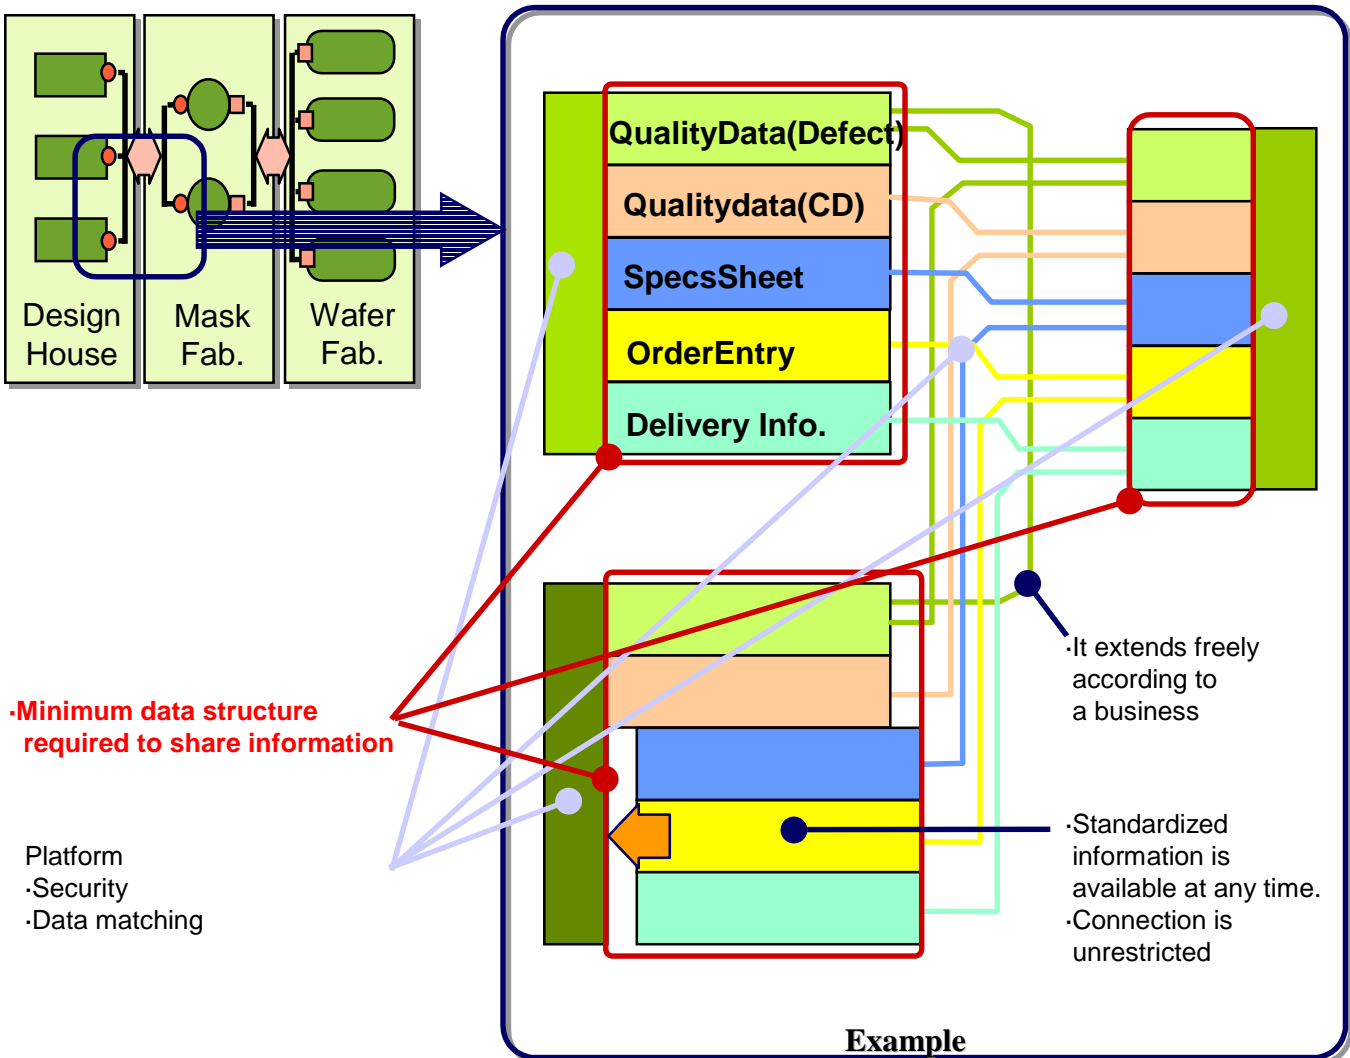 Design
House
Mask
Fab.
Wafer
Fab.
QualityData(Defect)
Qualitydata(CD)
SpecsSheet
OrderEntry
Delivery Info.
·It extends freely
according to
a business
·Minimum data structure
required to share information
Platform
·Security
·Data matching
·Standardized
information is
available at any time.
·Connection is
unrestricted
Example